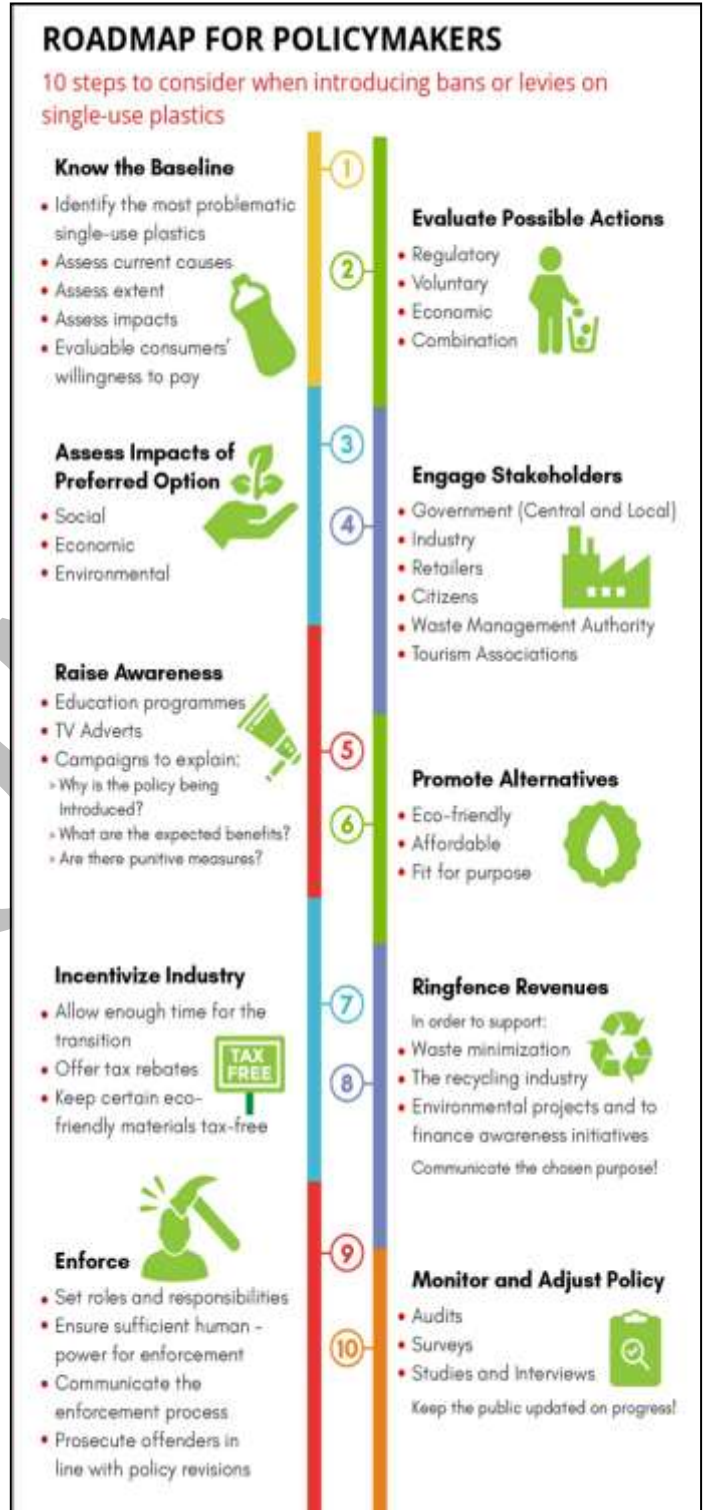 ROADMAP FOR POLICYMAKERS
10 steps to consider when introducing bans or levies on
single-use plastics
1
Know the Baseline
• Identify the most problematic
single-use plastics
• Assess current causes
• Assess extent
• Assess impacts
• Evaluable consumers'
willingness to pay
2
Evaluate Possible Actions
• Regulatory
• Voluntary
• Economic
• Combination
3
Assess Impacts of
Preferred Option
• Social
• Economic
• Environmental
4
Engage Stakeholders
• Government (Central and Local)
• Industry
• Retailers
• Citizens
• Waste Management Authority
• Tourism Associations
5
Raise Awareness
• Education programmes
• TV Adverts
• Campaigns to explain:
» Why is the policy being
Introduced?
» What are the expected benefits?
» Are there punitive measures?
6
Promote Alternatives
• Eco-friendly
• Affordable
• Fit for purpose
7
Incentivize Industry
• Allow enough time for the
transition
• Offer tax rebates
• Keep certain eco-
friendly materials tax-free
TAX
FREE
8
Ringfence Revenues
In order to support:
• Waste minimization
• The recycling industry
• Environmental projects and to
finance awareness initiatives
Communicate the chosen purpose!
9
Enforce
• Set roles and responsibilities
• Ensure sufficient human -
power for enforcement
• Communicate the
enforcement process
• Prosecute offenders in
line with policy revisions
10
Monitor and Adjust Policy
• Audits
• Surveys
• Studies and Interviews
Keep the public updated on progress!